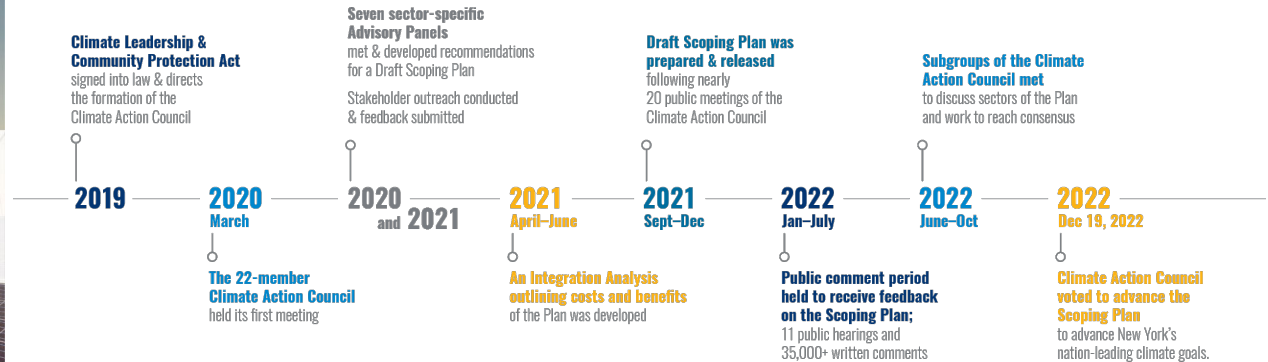 Climate Leadership &
Community Protection Act
signed into law & directs
the formation of the
Climate Action Council
2019
2020
March
The 22-member
Climate Action Council
held its first meeting
Seven sector-specific
Advisory Panels
met & developed recommendations
for a Draft Scoping Plan
Stakeholder outreach conducted
& feedback submitted
2020
and 2021
2021
April–June
An Integration Analysis
outlining costs and benefits
of the Plan was developed
Draft Scoping Plan was
prepared & released
following nearly
20 public meetings of the
Climate Action Council
2021
Sept–Dec
2022
Jan–July
Public comment period
held to receive feedback
on the Scoping Plan;
11 public hearings and
35,000+ written comments
Subgroups of the Climate
Action Council met
to discuss sectors of the Plan
and work to reach consensus
2022
June–Oct
2022
Dec 19, 2022
Climate Action Council
voted to advance the
Scoping Plan
to advance New York's
nation-leading climate goals.